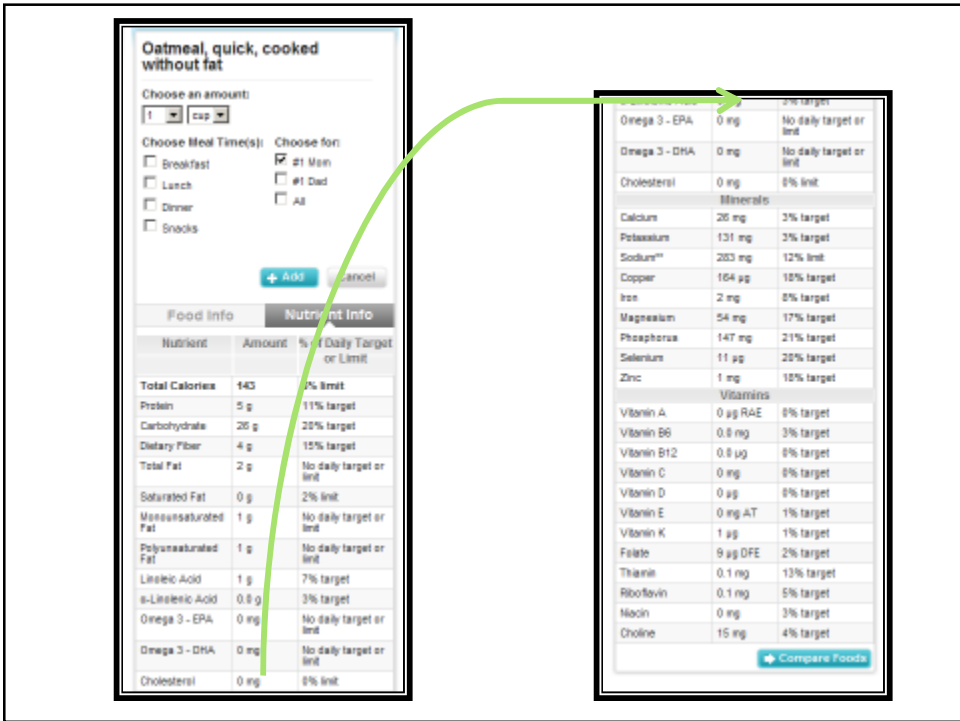 Oatmeal, quick, cooked
without fat
Choose an amount:
1 cup
Choose Meal Time(s): Choose for:
Breakfast #1 Mom
Lunch #1 Dad
Dinner All
Snacks
Add Cancel
Food Info Nutrient Info
Nutrient Amount % of Daily Target
or Limit
Total Calories 143 % limit
Protein 5 g 11% target
Carbohydrate 26 g 20% target
Dietary Fiber 4 g 15% target
Total Fat 2 g No daily target or
limit
Saturated Fat 0 g 2% limit
Monounsaturated 1 g No daily target or
Fat limit
Polyunsaturated 1 g No daily target or
Fat limit
Linoleic Acid 1 g 7% target
α-Linolenic Acid 0.0 g 3% target
Omega 3 - EPA 0 mg No daily target or
limit
Omega 3 - DHA 0 mg No daily target or
limit
Cholesterol 0 mg 0% limit
3% target
Omega 3 - EPA 0 mg No daily target or
limit
Omega 3 - DHA 0 mg No daily target or
limit
Cholesterol 0 mg 0% limit
Minerals
Calcium 26 mg 3% target
Potassium 131 mg 3% target
Sodium** 283 mg 12% limit
Copper 164 µg 18% target
Iron 2 mg 8% target
Magnesium 54 mg 17% target
Phosphorus 147 mg 21% target
Selenium 11 µg 20% target
Zinc 1 mg 18% target
Vitamins
Vitamin A 0 µg RAE 0% target
Vitamin B6 0.0 mg 3% target
Vitamin B12 0.0 µg 0% target
Vitamin C 0 mg 0% target
Vitamin D 0 µg 0% target
Vitamin E 0 mg AT 1% target
Vitamin K 1 µg 1% target
Folate 9 µg DFE 2% target
Thiamin 0.1 mg 13% target
Riboflavin 0.1 mg 5% target
Niacin 0 mg 3% target
Choline 15 mg 4% target
Compare Foods